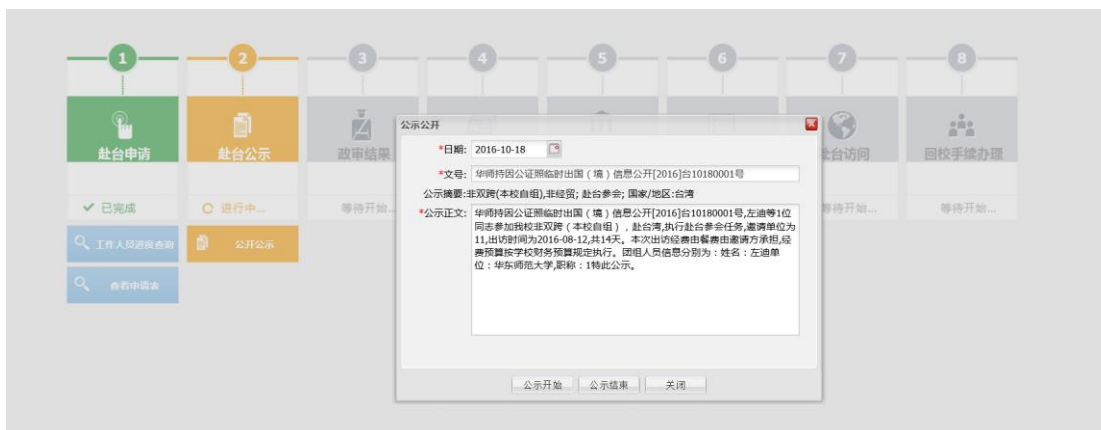 1
2
3
4
5
6
7
8
赴台申请
赴台公示
政审结果
赴台访问
回校手续办理
已完成
进行中...
等待开始...
等待开始...
等待开始...
工作人员进度查询
公开公示
查看申请表
公示公开
*日期: 2016-10-18
*文号: 华师持因公证照临时出国（境）信息公开[2016]台10180001号
公示摘要:非双跨(本校自组),非经贸; 赴台参会; 国家/地区:台湾
*公示正文: 华师持因公证照临时出国（境）信息公开[2016]台10180001号,左迪等1位
同志参加我校非双跨（本校自组）, 赴台湾,执行赴台参会任务,邀请单位为
11,出访时间为2016-08-12,共14天。本次出访经费由餐费由邀请方承担,经
费预算按学校财务预算规定执行。团组人员信息分别为：姓名：左迪单
位：华东师范大学,职称：1特此公示。
公示开始
公示结束
关闭